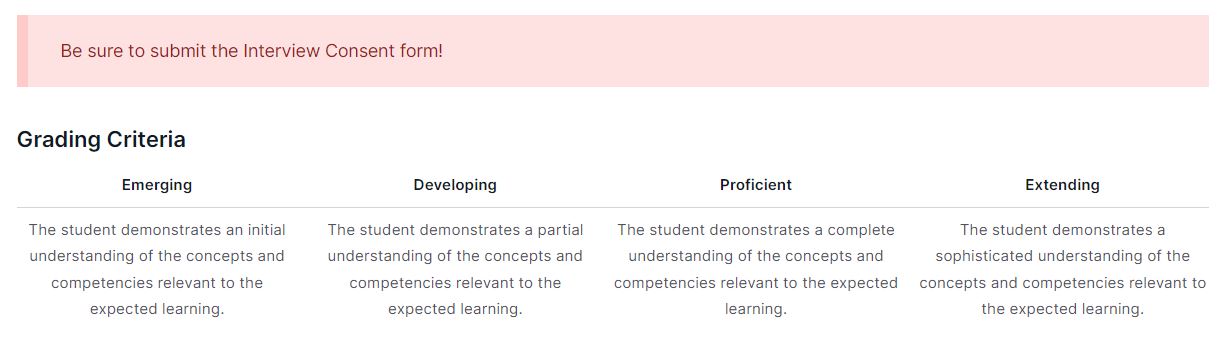 Be sure to submit the Interview Consent form!
Grading Criteria
Emerging
The student demonstrates an initial
understanding of the concepts and
competencies relevant to the
expected learning.
Developing
The student demonstrates a partial
understanding of the concepts and
competencies relevant to the
expected learning.
Proficient
The student demonstrates a complete
understanding of the concepts and
competencies relevant to the expected
learning.
Extending
The student demonstrates a
sophisticated understanding of the
concepts and competencies relevant to
the expected learning.